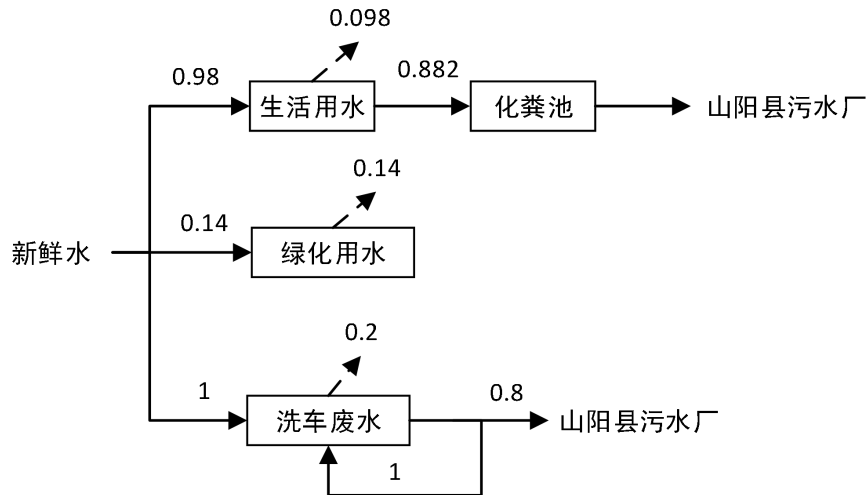 0.098
0.98
0.882
生活用水
化粪池
山阳县污水厂
0.14
0.14
新鲜水
绿化用水
0.2
1
0.8
洗车废水
山阳县污水厂
1